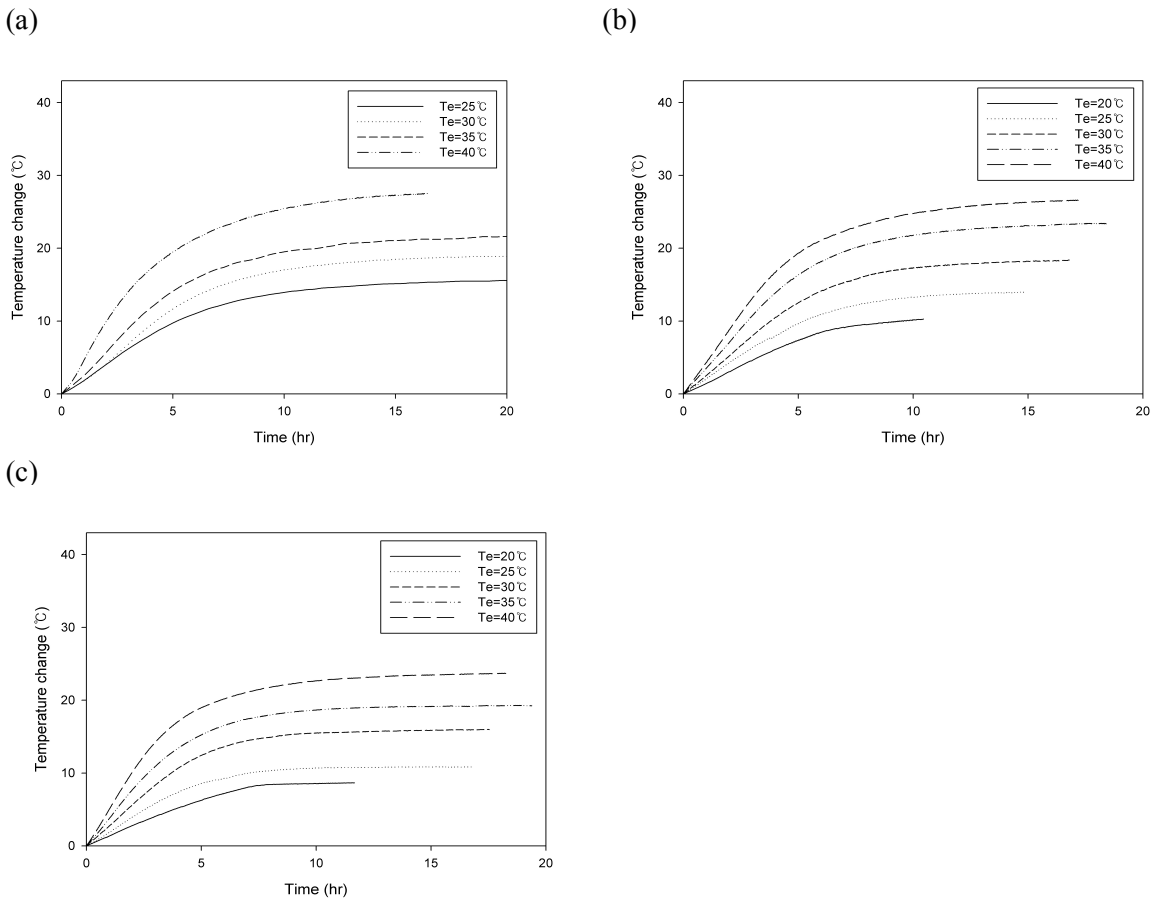 (a)
(b)
Temperature change (℃)
40
30
20
10
0
Te=25℃
Te=30℃
Te=35℃
Te=40℃
0 5 10 15 20
Time (hr)
Temperature change (℃)
40
30
20
10
0
Te=20℃
Te=25℃
Te=30℃
Te=35℃
Te=40℃
0 5 10 15 20
Time (hr)
(c)
Temperature change (℃)
40
30
20
10
0
Te=20℃
Te=25℃
Te=30℃
Te=35℃
Te=40℃
0 5 10 15 20
Time (hr)